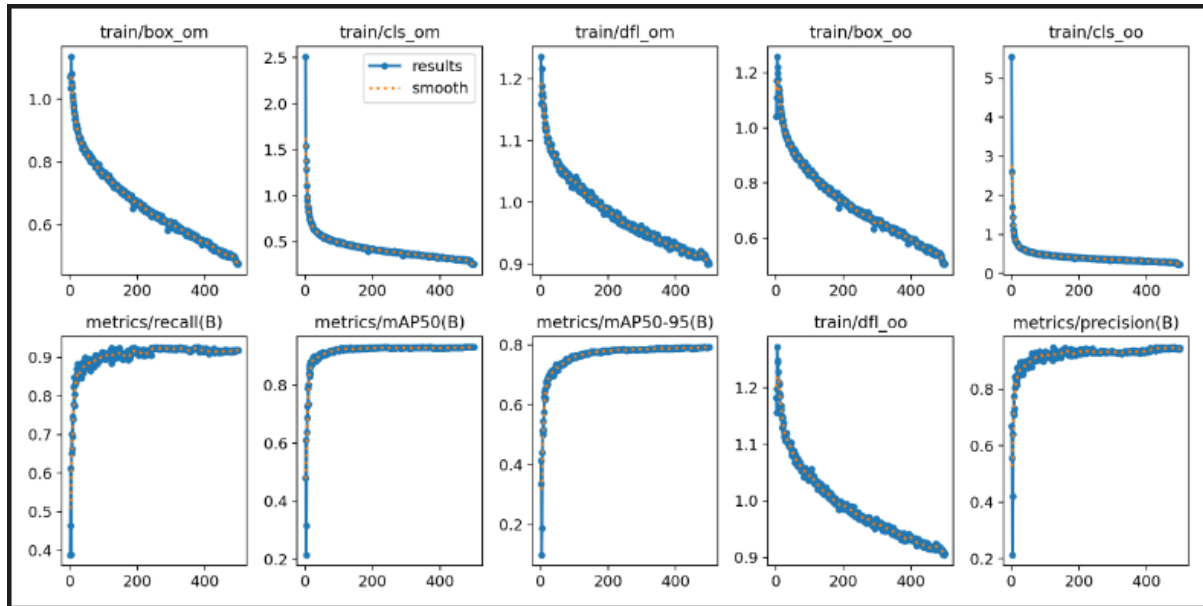 train/box_om
train/cls_om
train/dfl_om
train/box_oo
train/cls_oo
1.0
0.8
0.6
0 200 400
2.5
2.0
1.5
1.0
0.5
0 200 400
results
smooth
1.2
1.1
1.0
0.9
0 200 400
1.2
1.0
0.8
0.6
0 200 400
5
4
3
2
1
0
0 200 400
metrics/recall(B)
metrics/mAP50(B)
metrics/mAP50-95(B)
train/dfl_oo
metrics/precision(B)
0.9
0.8
0.7
0.6
0.5
0.4
0 200 400
0.8
0.6
0.4
0.2
0 200 400
0.8
0.6
0.4
0.2
0 200 400
1.2
1.1
1.0
0.9
0 200 400
0.8
0.6
0.4
0.2
0 200 400